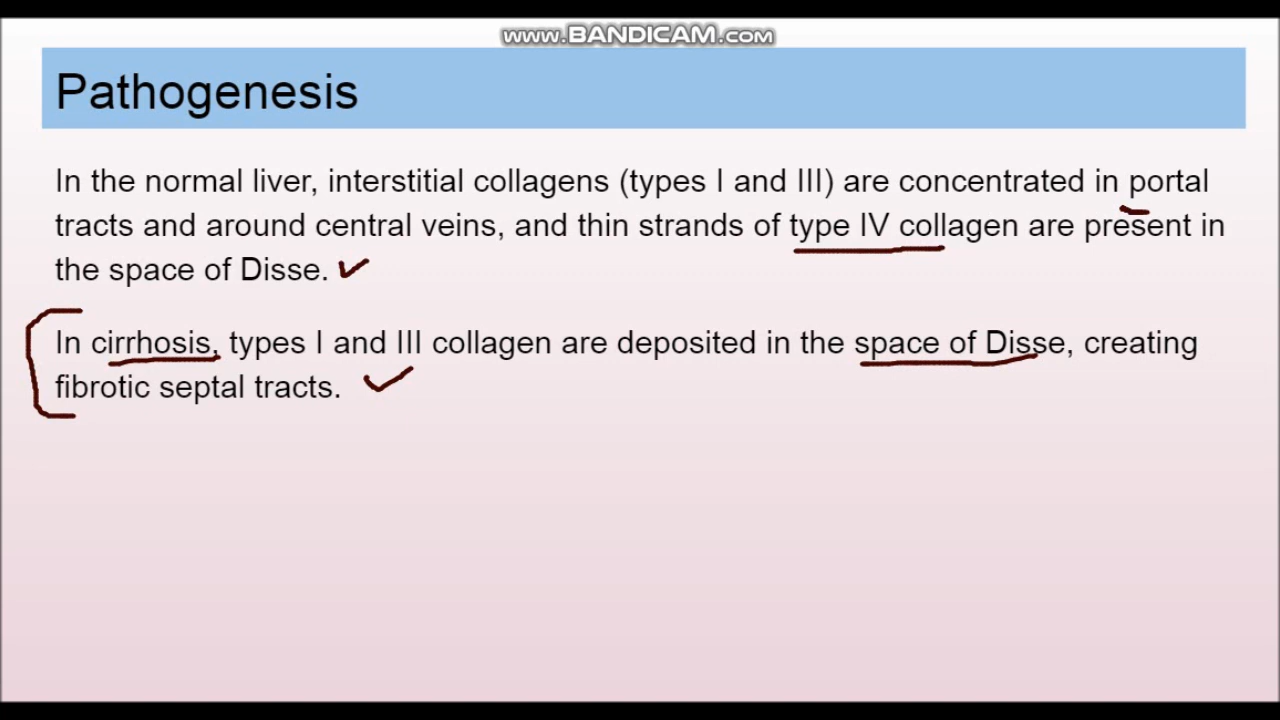 www.BANDICAM.com
Pathogenesis
In the normal liver, interstitial collagens (types I and III) are concentrated in portal
tracts and around central veins, and thin strands of type IV collagen are present in
the space of Disse.
In cirrhosis, types I and III collagen are deposited in the space of Disse, creating
fibrotic septal tracts.